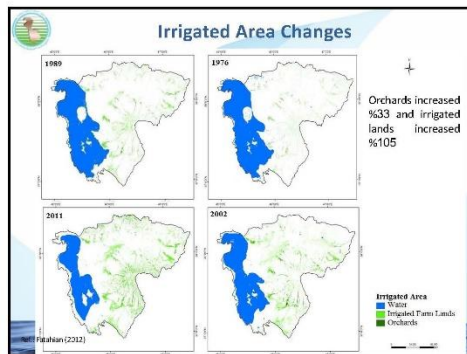 Irrigated Area Changes
1989
1976
Orchards increased
%33 and irrigated
lands increased
%105
2011
2002
Irrigated Area
Water
Irrigated Farm Lands
Orchards
Fatahian (2012)